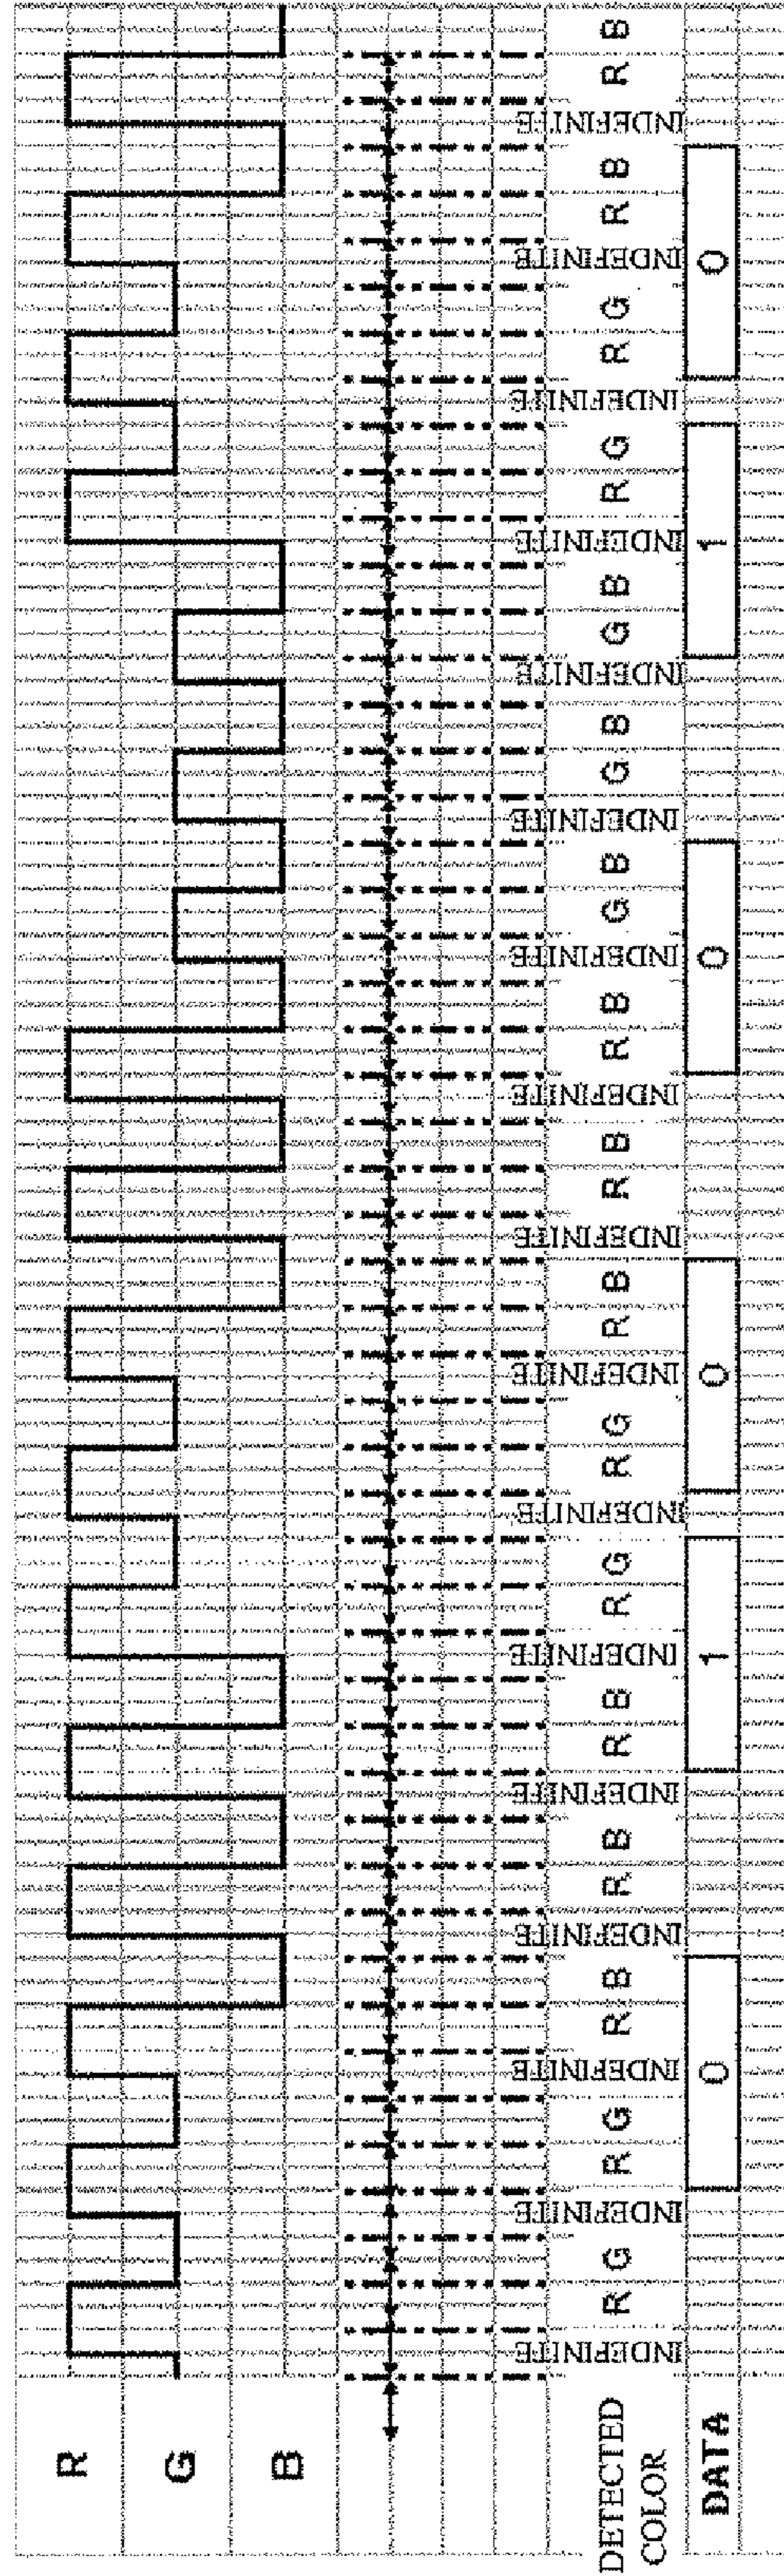 R
G
B
DETECTED COLOR INDEFINITE R G INDEFINITE R G INDEFINITE R B INDEFINITE R B INDEFINITE R B INDEFINITE R G INDEFINITE R G INDEFINITE R B INDEFINITE R B INDEFINITE R B INDEFINITE G B INDEFINITE G B INDEFINITE G B INDEFINITE R G INDEFINITE R G INDEFINITE R B INDEFINITE R B
DATA 0 1 0 0 1 0